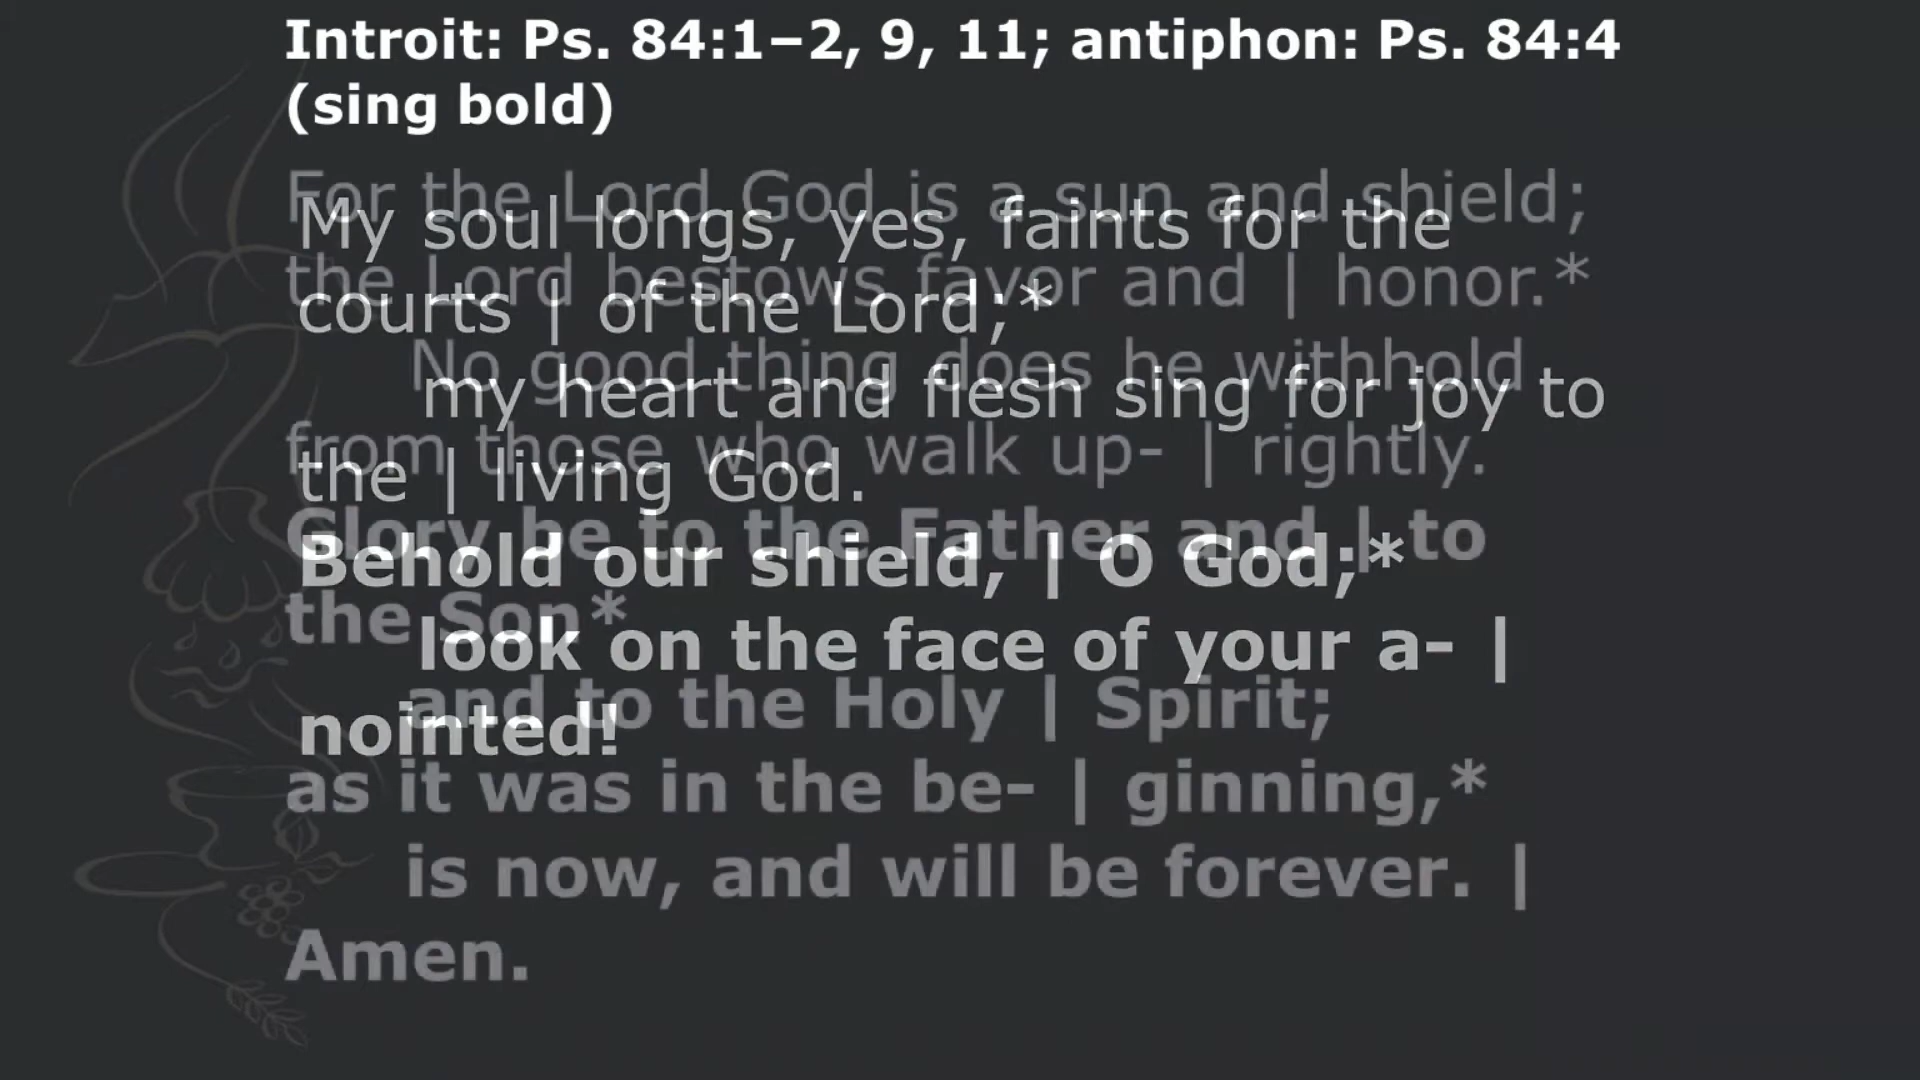 Introit: Ps. 84:1–2, 9, 11; antiphon: Ps. 84:4
(sing bold)
My soul longs, yes, faints for the
courts | of the Lord;*
my heart and flesh sing for joy to
the | living God.
Behold our shield, | O God;*
look on the face of your a- |
nointed!
For the Lord God is a sun and shield;
the Lord bestows favor and | honor.*
No good thing does he withhold
from those who walk up- | rightly.
Glory be to the Father and | to
the Son*
and to the Holy | Spirit;
as it was in the be- | ginning,*
is now, and will be forever. |
Amen.